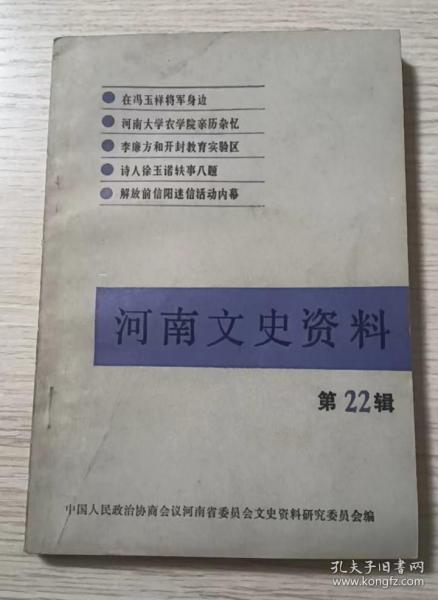 在冯玉祥将军身边
河南大学农学院亲历杂忆
李廉方和开封教育实验区
诗人徐玉诺轶事八题
解放前信阳迷信活动内幕
河南文史资料
第22辑
中国人民政治协商会议河南省委员会文史资料研究委员会编
孔夫子旧书网
www.kongfz.com